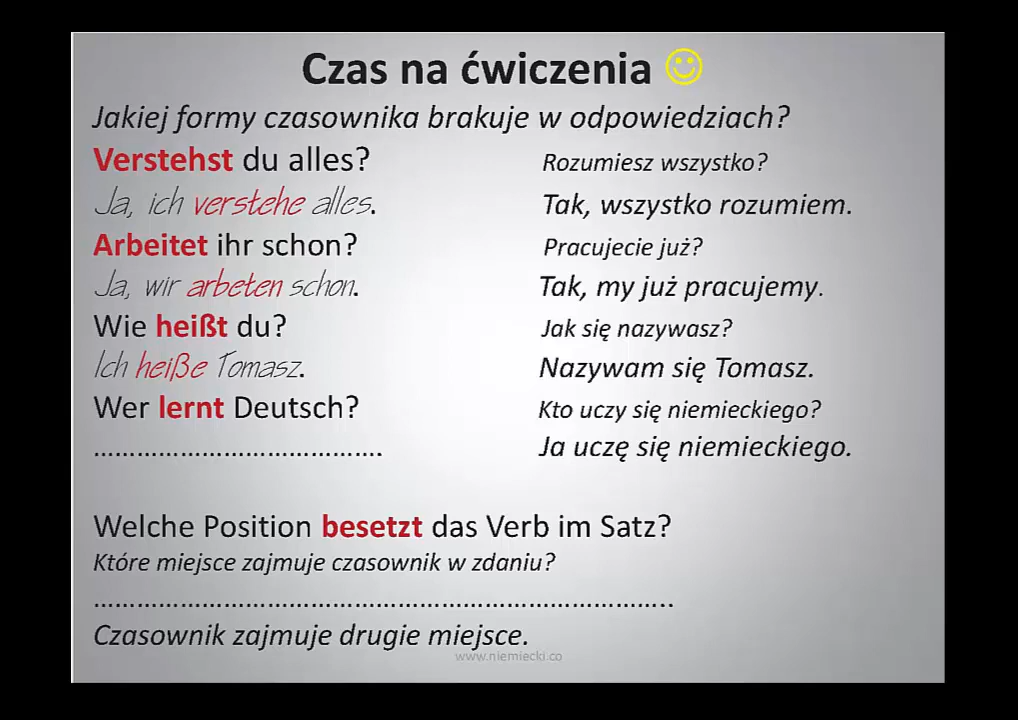 Czas na ćwiczenia
Jakiej formy czasownika brakuje w odpowiedziach?
Verstehst du alles? Rozumiesz wszystko?
Ja, ich verstehe alles. Tak, wszystko rozumiem.
Arbeitet ihr schon? Pracujecie już?
Ja, wir arbeten schon. Tak, my już pracujemy.
Wie heißt du? Jak się nazywasz?
Ich heiße Tomasz. Nazywam się Tomasz.
Wer lernt Deutsch? Kto uczy się niemieckiego?
…………………………………. Ja uczę się niemieckiego.
Welche Position besetzt das Verb im Satz?
Które miejsce zajmuje czasownik w zdaniu?
……………………………………………………………………..
Czasownik zajmuje drugie miejsce.
www.niemiecki.co